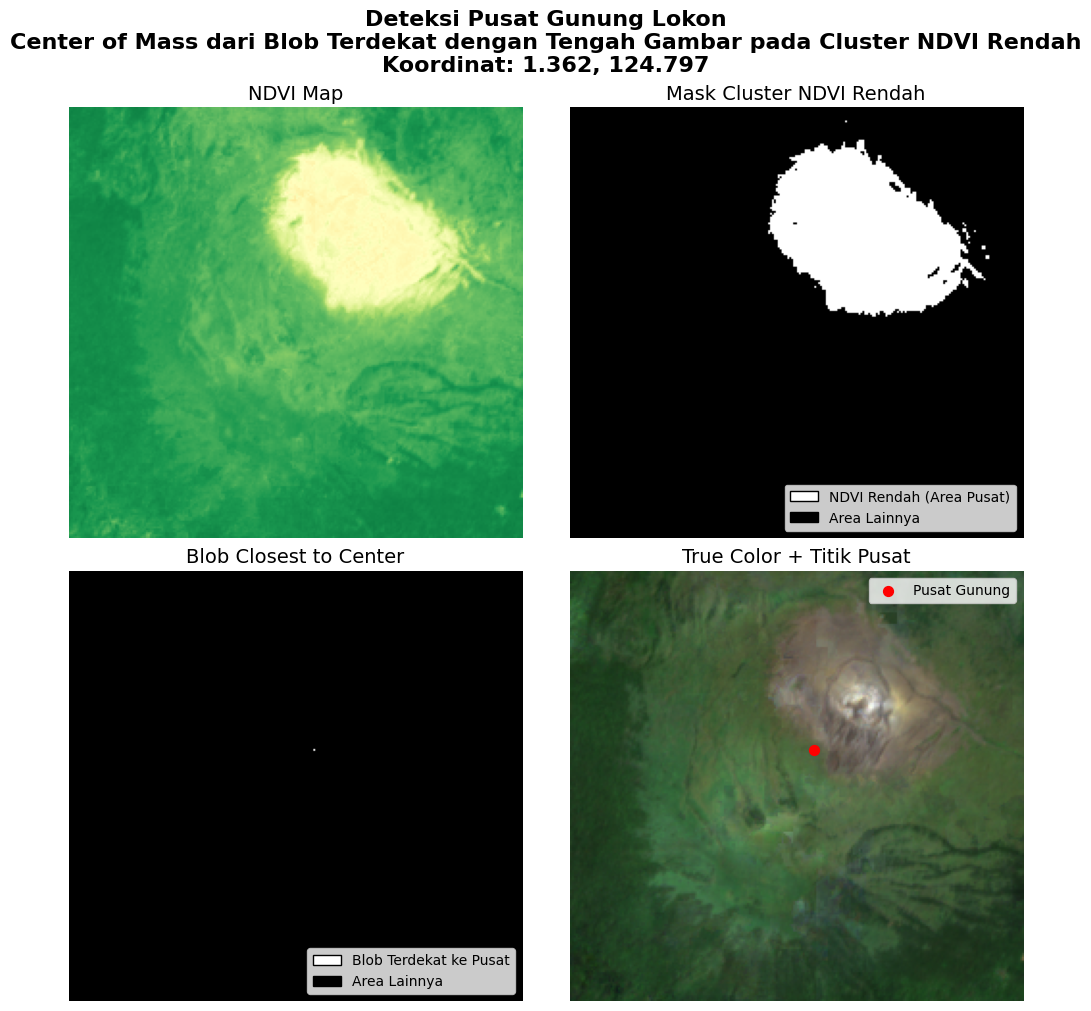 Deteksi Pusat Gunung Lokon
Center of Mass dari Blob Terdekat dengan Tengah Gambar pada Cluster NDVI Rendah
Koordinat: 1.362, 124.797
NDVI Map
Mask Cluster NDVI Rendah
NDVI Rendah (Area Pusat)
Area Lainnya
Blob Closest to Center
True Color + Titik Pusat
Pusat Gunung
Blob Terdekat ke Pusat
Area Lainnya